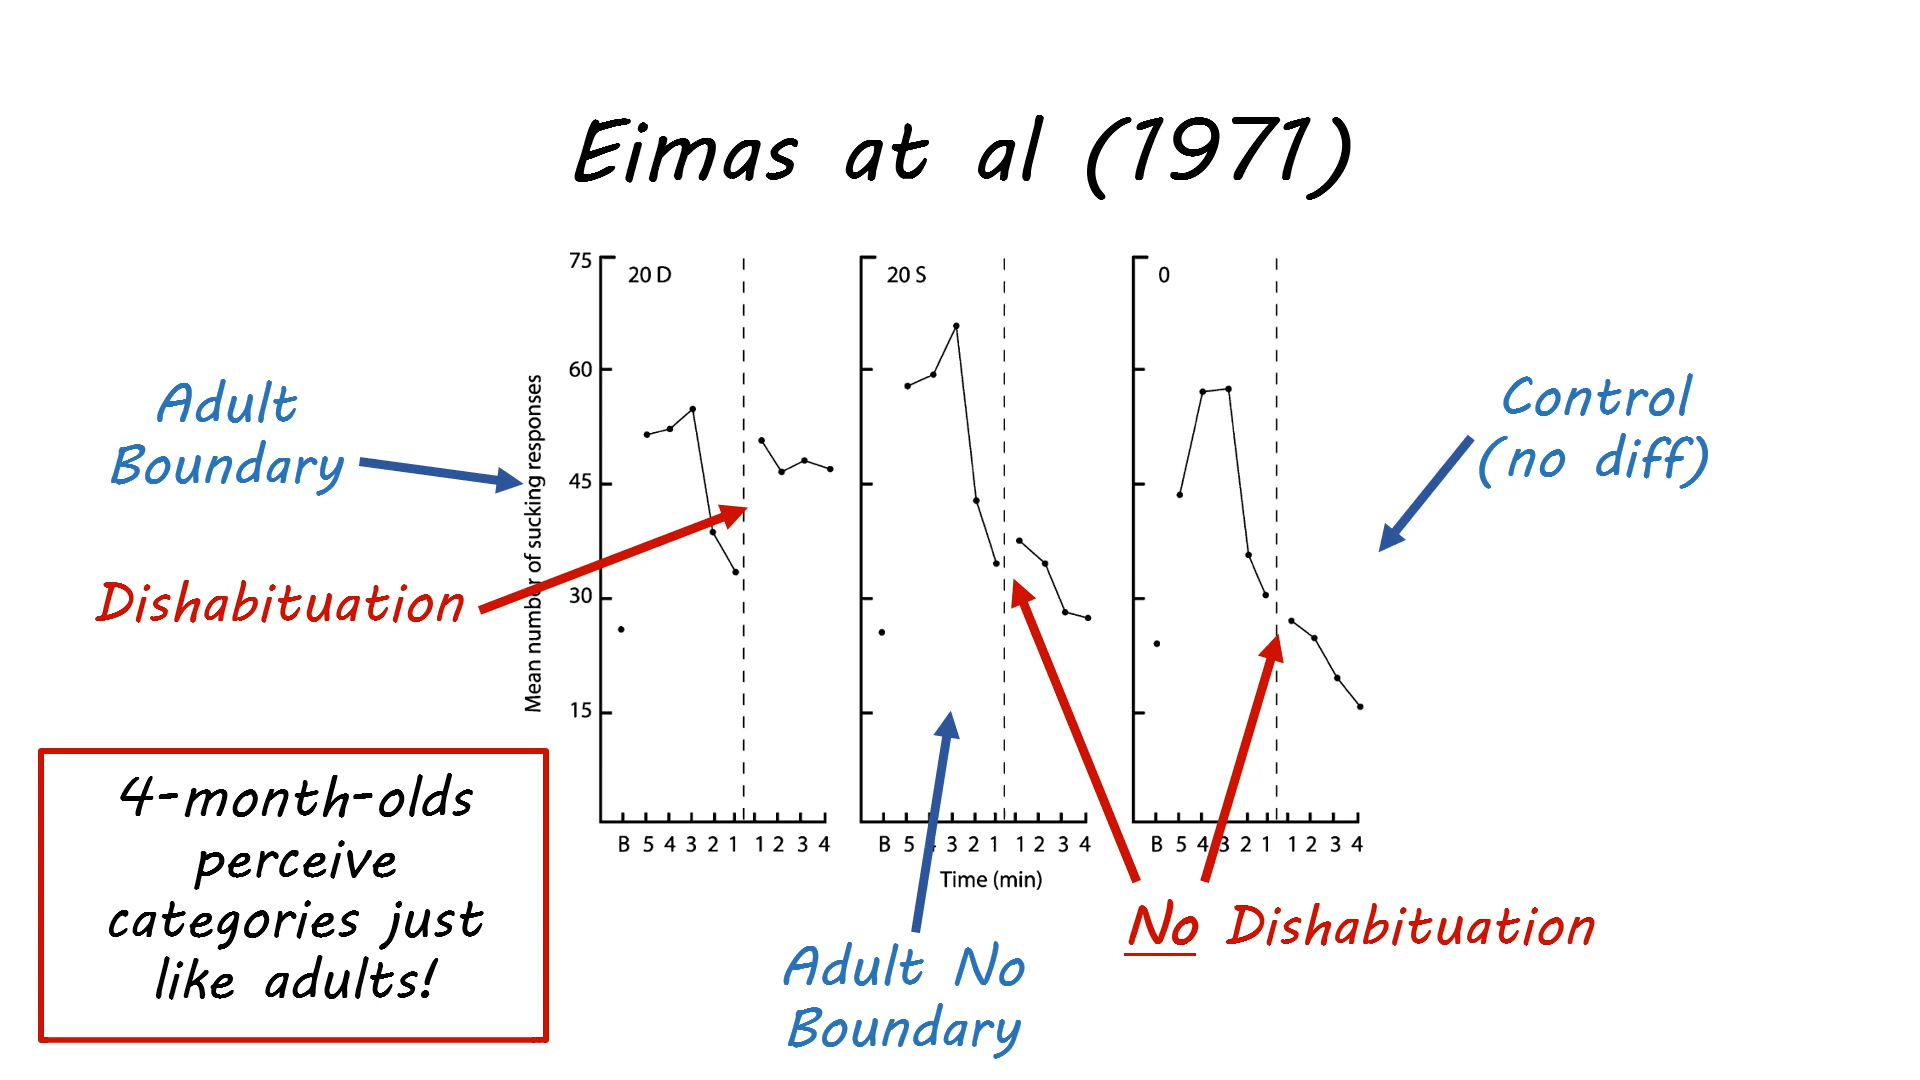 Eimas at al (1971)
75
60
45
30
15
Mean number of sucking responses
20 D
20 S
0
B 5 4 3 2 1 1 2 3 4
B 5 4 3 2 1 1 2 3 4
B 5 4 3 2 1 1 2 3 4
Time (min)
Adult
Boundary
Dishabituation
Control
(no diff)
4-month-olds
perceive
categories just
like adults!
Adult No
Boundary
No Dishabituation